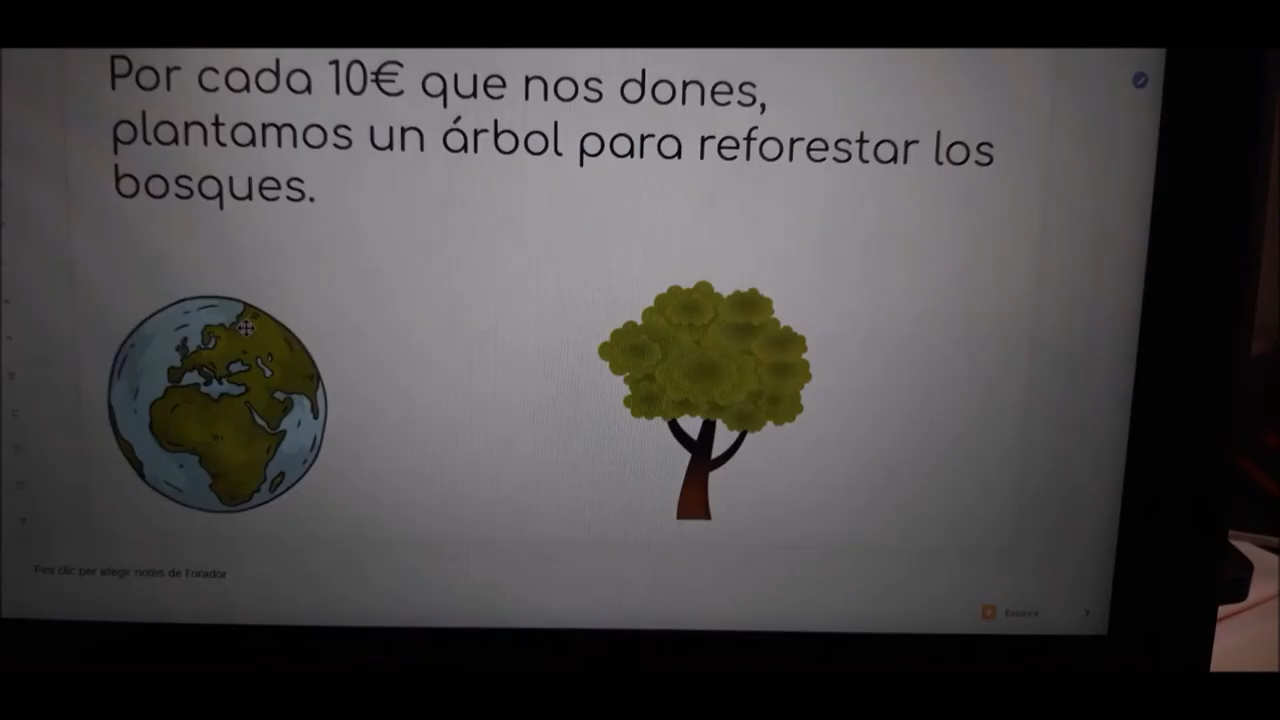 Por cada 10€ que nos dones,
plantamos un árbol para reforestar los
bosques.
Feu clic per afegir notes de l'orador
Explora